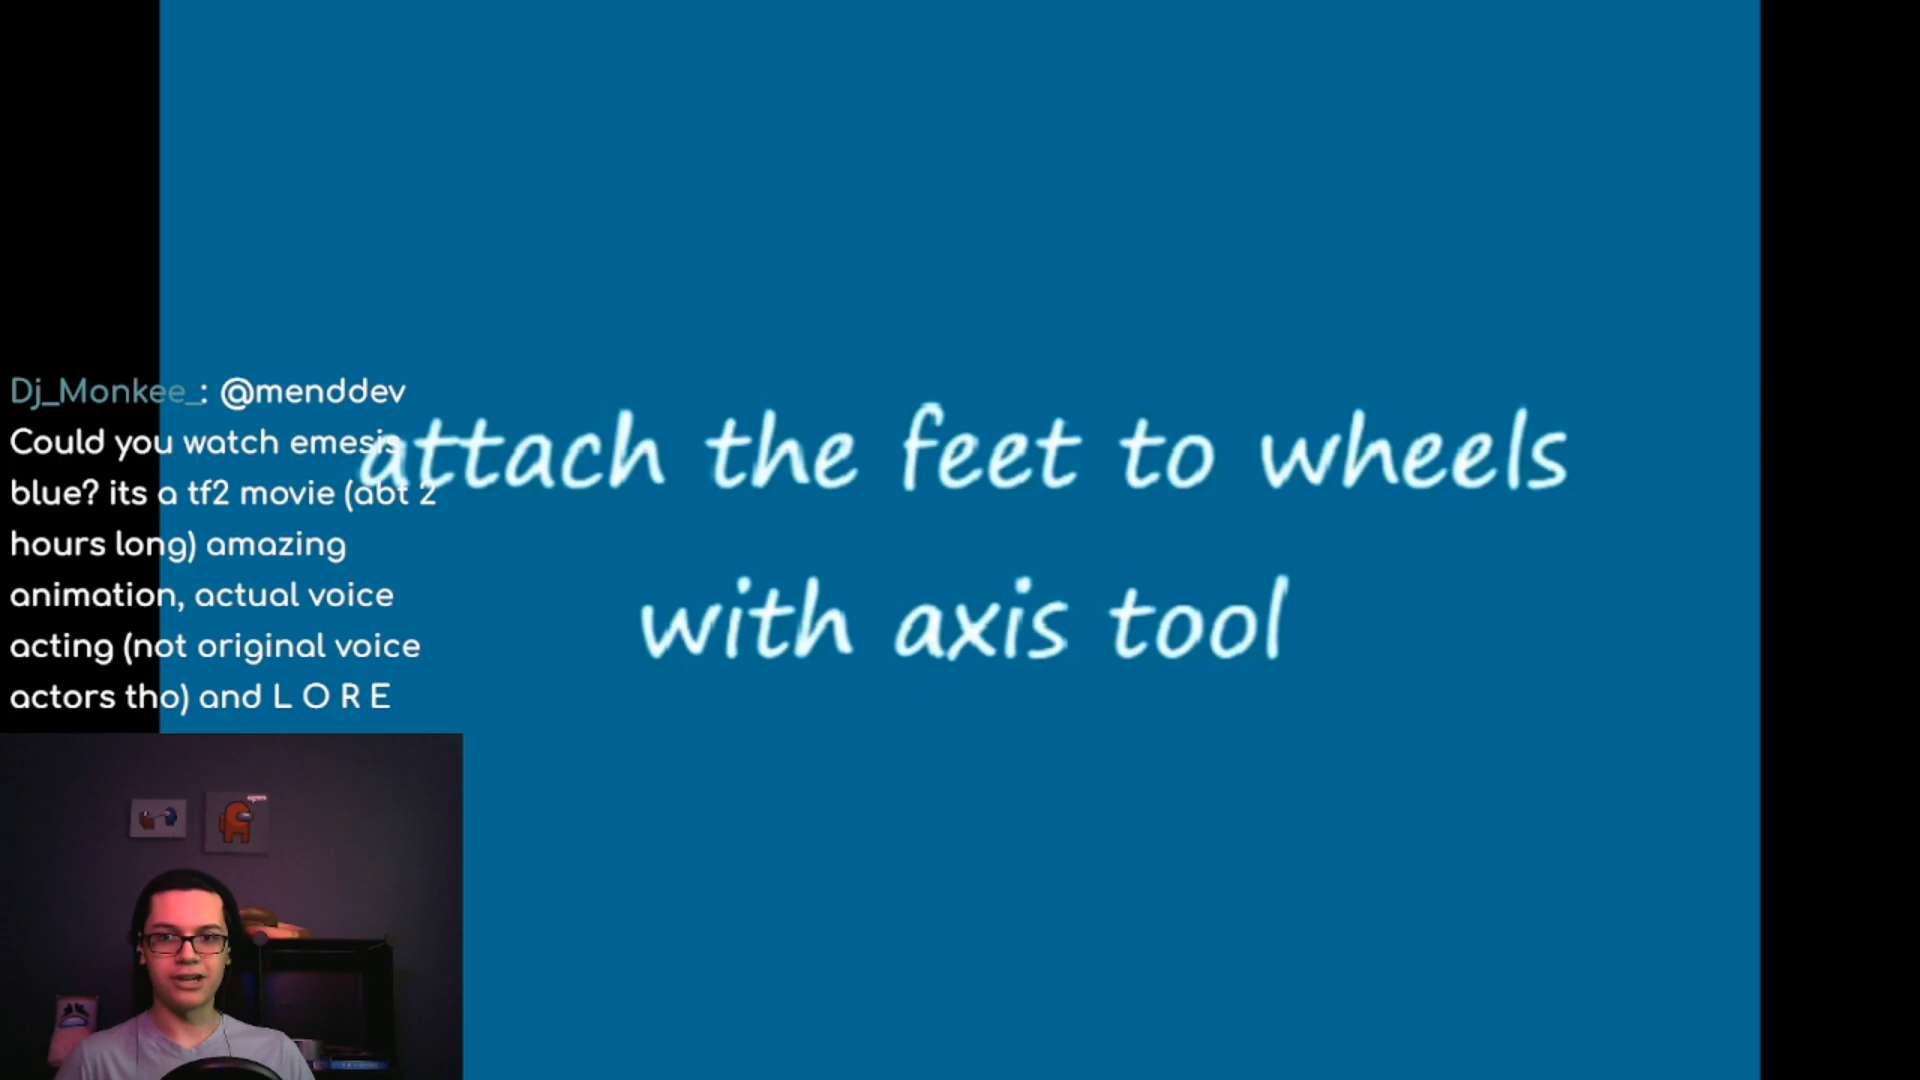 Dj_Monkee_: @menddev
Could you watch emesis
blue? its a tf2 movie (abt 2
hours long) amazing
animation, actual voice
acting (not original voice
actors tho) and L O R E
attach the feet to wheels
with axis tool